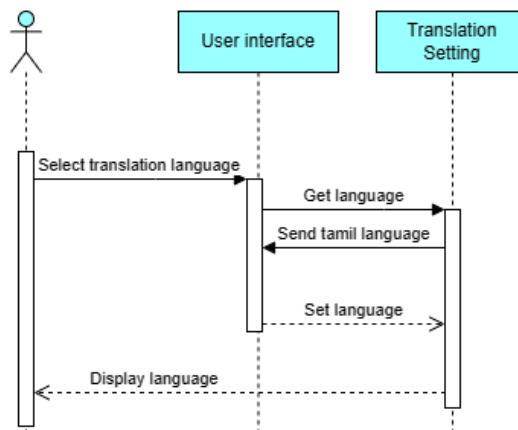 User interface
Translation
Setting
Select translation language
Get language
Send tamil language
Set language
Display language